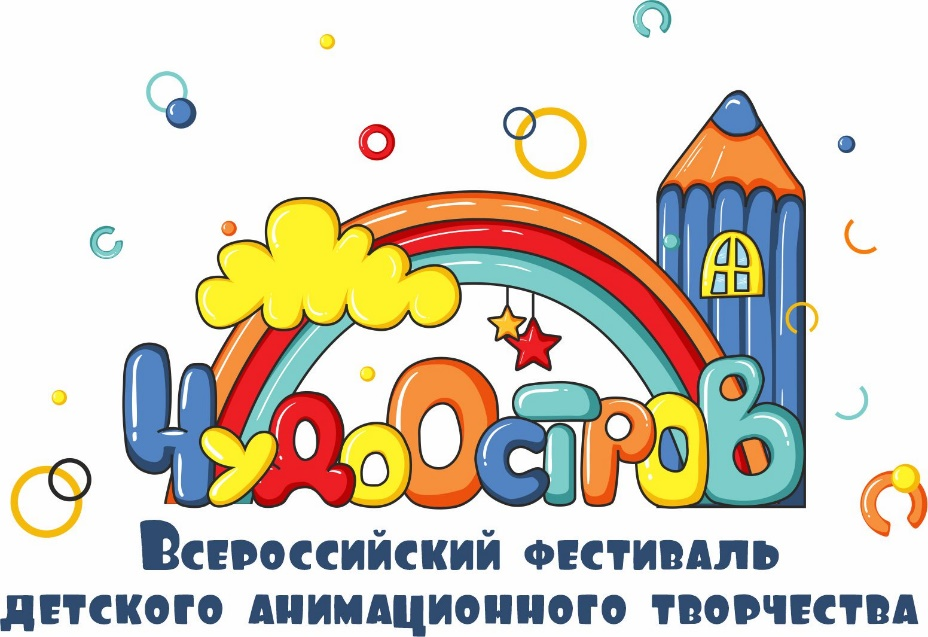 ЧудоОстров
Всероссийский фестиваль
детского анимационного творчества